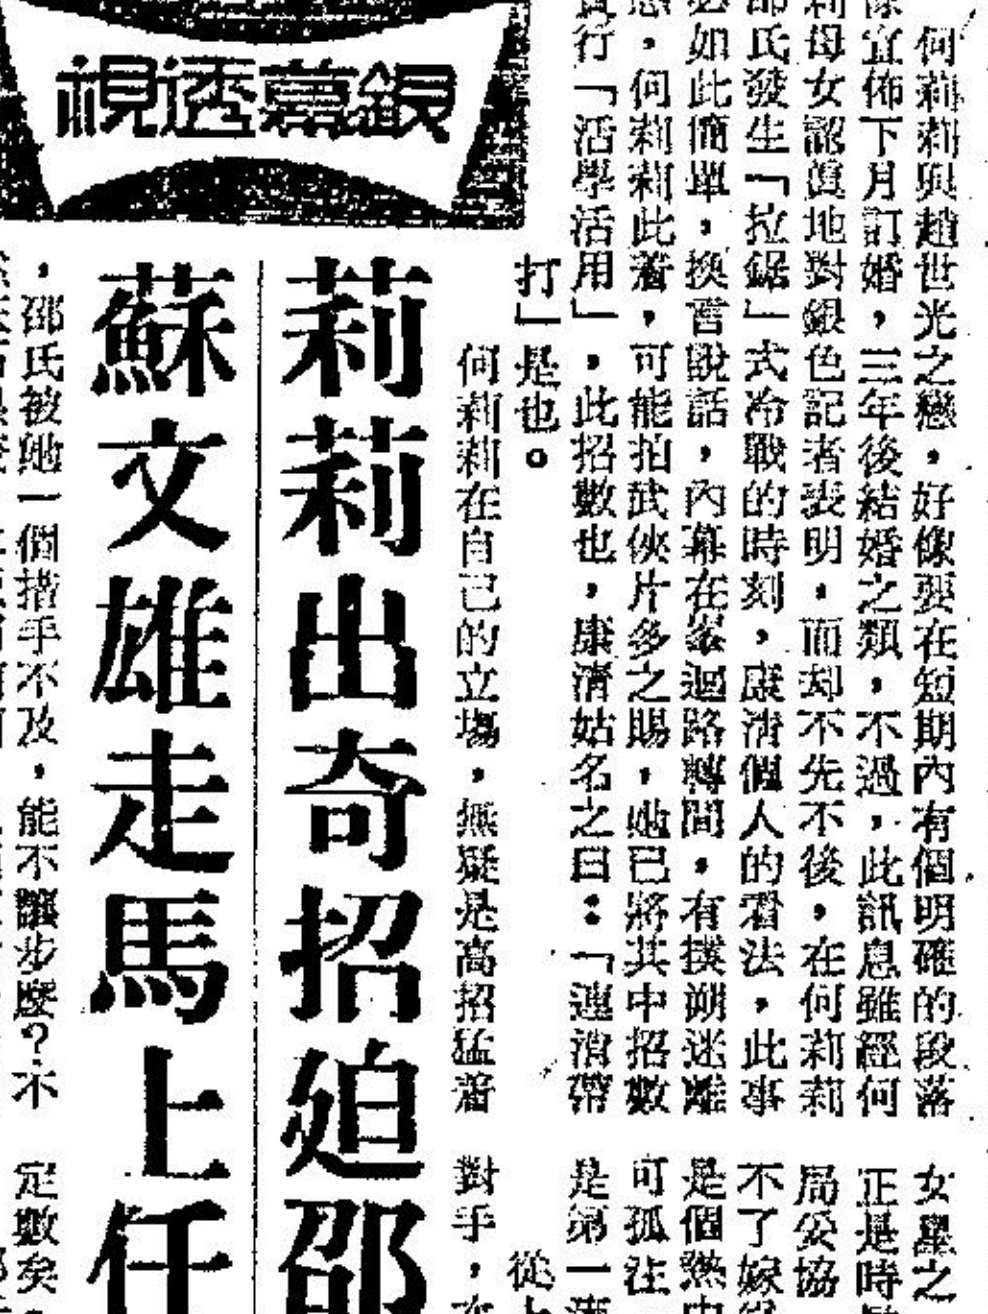 銀幕透視
何莉莉與趙世光之戀，好像要在短期內有個明確的段落
宣佈下月訂婚，三年後結婚之類，不過，此訊息雖經何
莉母女認眞地對銀色記者表明，而却不先不後，在何莉莉
邵氏發生「拉鋸」式冷戰的時刻，康淸個人的看法，此事
必如此簡單，換言說話，內幕在峯迴路轉間，有撲朔迷離
，何莉莉此着，可能拍武俠片多之賜，她已將其中招數
行「活學活用」，此招數也，康濟姑名之曰：「連消帶
打」是也。
何莉莉在自己的立場，無疑是高招猛着
莉莉出奇招迫邵
蘇文雄走馬上任
，邵氏被她一個措手不及，能不讓步麼？不
女星之
正是時
局妥協
不了嫁
是個熱中
可孤注
是第一
從
對手，
定數矣